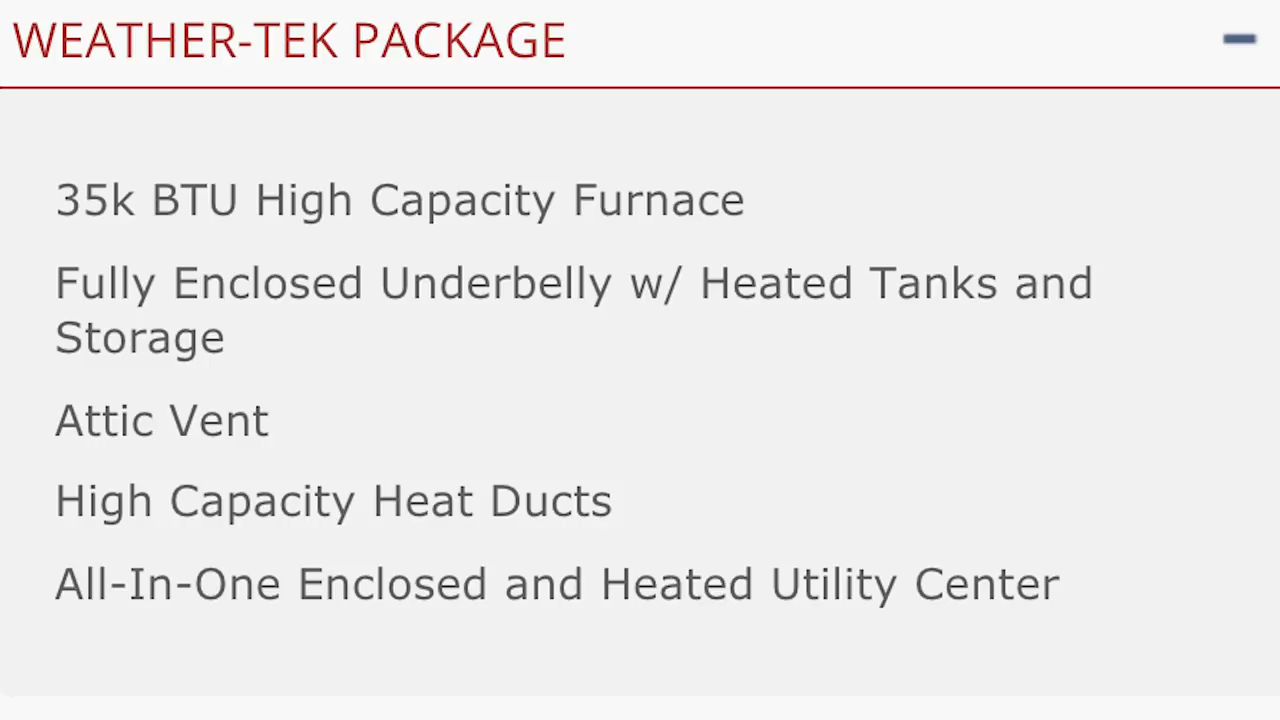 WEATHER-TEK PACKAGE
35k BTU High Capacity Furnace
Fully Enclosed Underbelly w/ Heated Tanks and
Storage
Attic Vent
High Capacity Heat Ducts
All-In-One Enclosed and Heated Utility Center